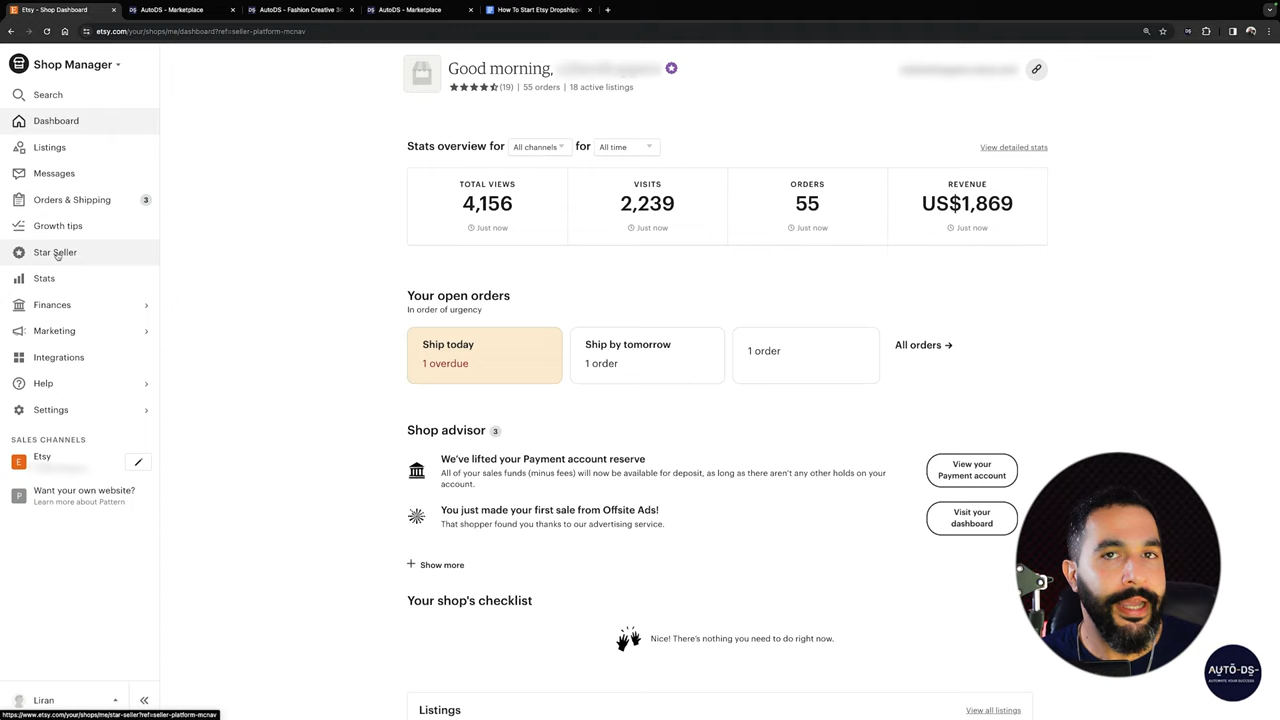 Etsy - Shop Dashboard
AutoDS - Marketplace
AutoDS - Fashion Creative 3
AutoDS - Marketplace
How To Start Etsy Dropshipp
etsy.com/your/shops/me/dashboard?ref=seller-platform-mcnav
Shop Manager
Search
Dashboard
Listings
Messages
Orders & Shipping 3
Growth tips
Star Seller
Stats
Finances
Marketing
Integrations
Help
Settings
SALES CHANNELS
Etsy
Want your own website?
Learn more about Pattern
Liran
https://www.etsy.com/your/shops/me/star-seller?ref=seller-platform-mcnav
Good morning,
(19) | 55 orders | 18 active listings
Stats overview for All channels for All time
View detailed stats
TOTAL VIEWS
4,156
Just now
VISITS
2,239
Just now
ORDERS
55
Just now
REVENUE
US$1,869
Just now
Your open orders
In order of urgency
Ship today
1 overdue
Ship by tomorrow
1 order
1 order
All orders →
Shop advisor 3
We've lifted your Payment account reserve
All of your sales funds (minus fees) will now be available for deposit, as long as there aren't any other holds on your
account.
View your
Payment account
You just made your first sale from Offsite Ads!
That shopper found you thanks to our advertising service.
Visit your
dashboard
+ Show more
Your shop's checklist
Nice! There's nothing you need to do right now.
Listings
View all listings
AUTO-DS-
AUTOMATE YOUR SUCCESS